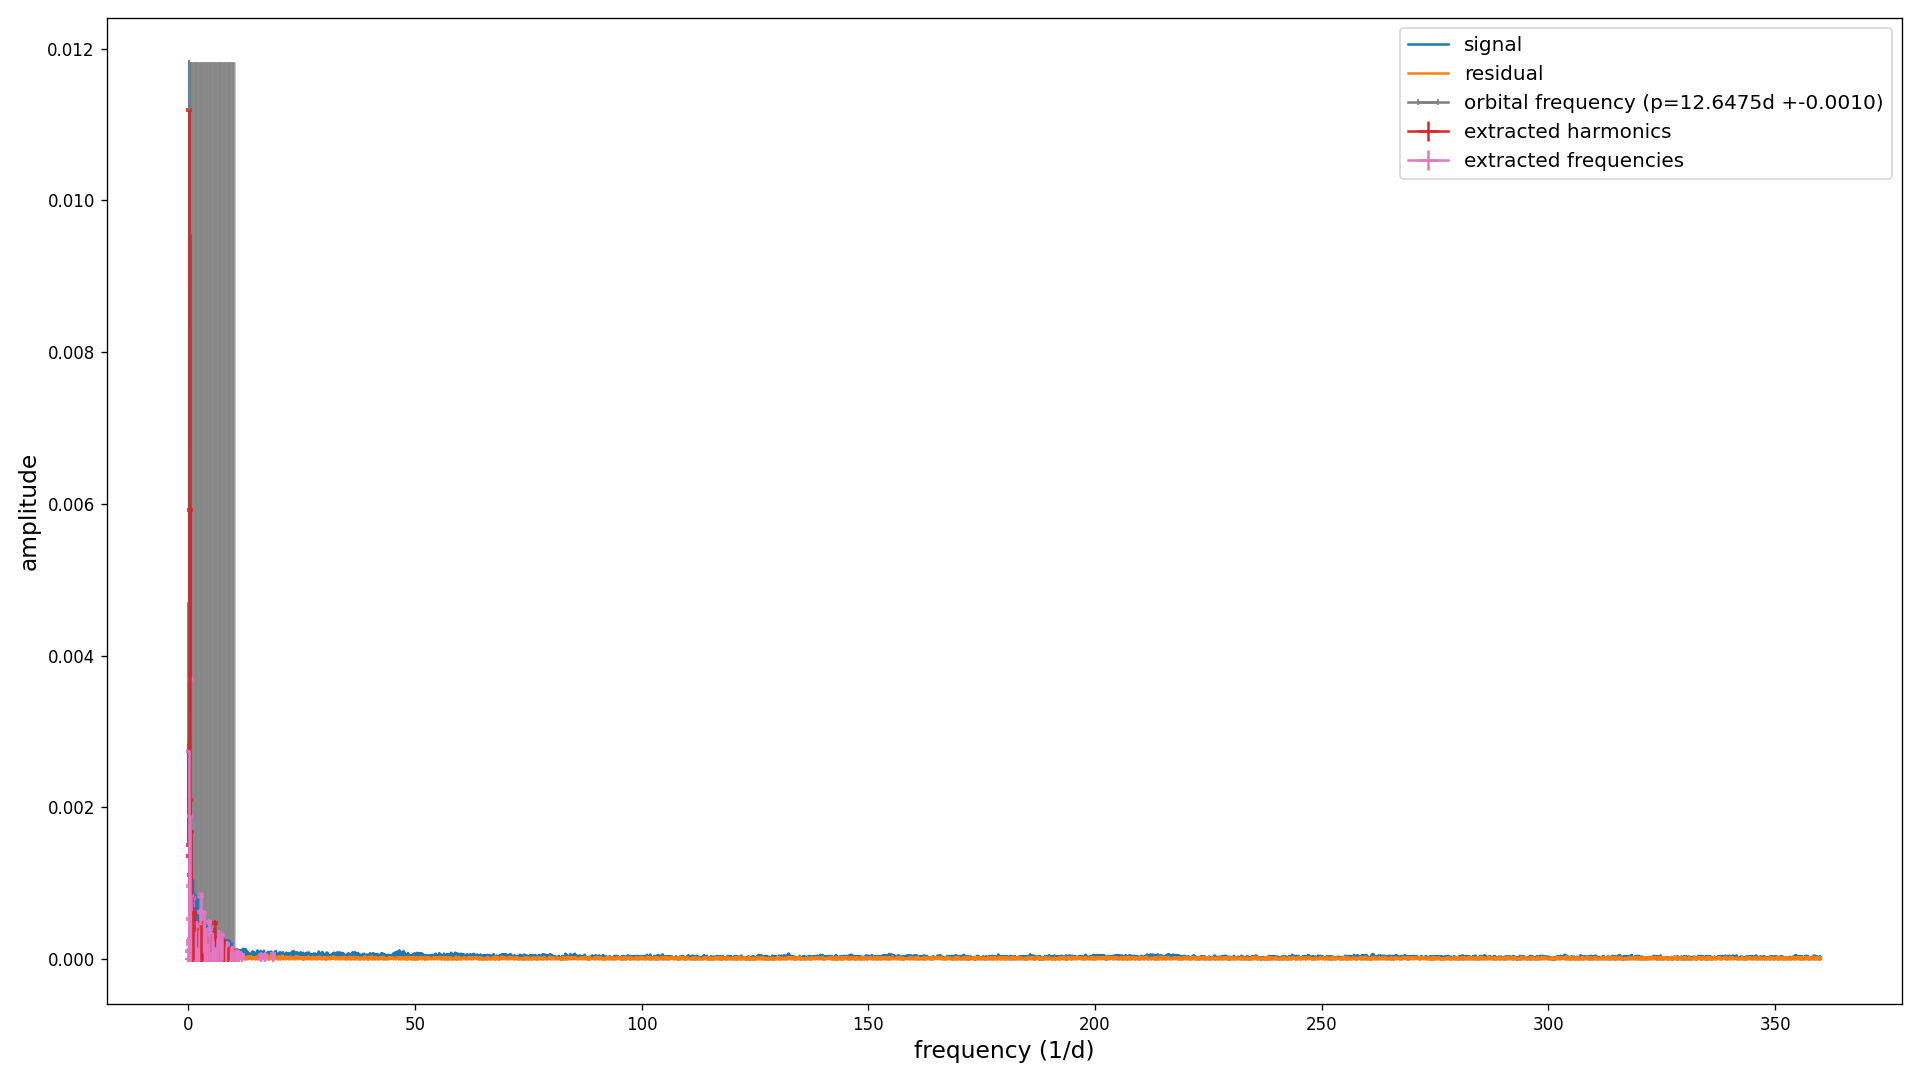 signal
residual
orbital frequency (p=12.6475d +-0.0010)
extracted harmonics
extracted frequencies
0.012
0.010
0.008
0.006
0.004
0.002
0.000
amplitude
0 50 100 150 200 250 300 350
frequency (1/d)